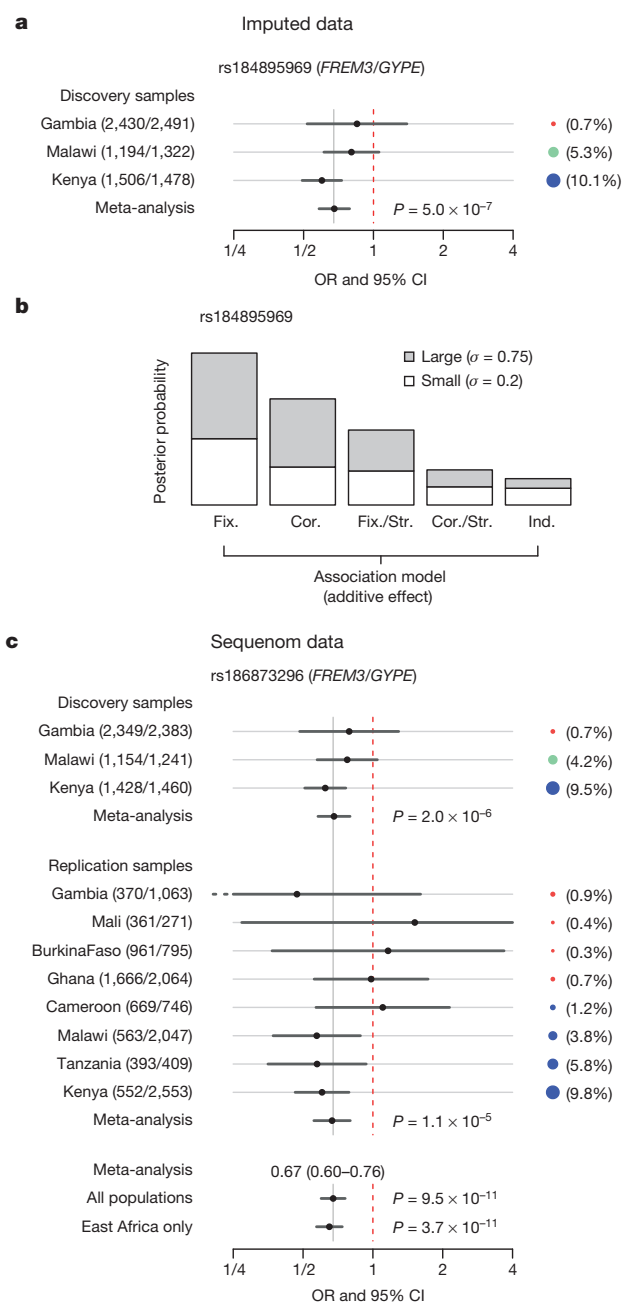 a
Imputed data
rs184895969 (FREM3/GYPE)
Discovery samples
Gambia (2,430/2,491) (0.7%)
Malawi (1,194/1,322) (5.3%)
Kenya (1,506/1,478) (10.1%)
Meta-analysis P = 5.0 × 10⁻⁷
1/4 1/2 1 2 4
OR and 95% CI
b
rs184895969
Posterior probability
Large (σ = 0.75)
Small (σ = 0.2)
Fix. Cor. Fix./Str. Cor./Str. Ind.
Association model
(additive effect)
c
Sequenom data
rs186873296 (FREM3/GYPE)
Discovery samples
Gambia (2,349/2,383) (0.7%)
Malawi (1,154/1,241) (4.2%)
Kenya (1,428/1,460) (9.5%)
Meta-analysis P = 2.0 × 10⁻⁶
Replication samples
Gambia (370/1,063) (0.9%)
Mali (361/271) (0.4%)
BurkinaFaso (961/795) (0.3%)
Ghana (1,666/2,064) (0.7%)
Cameroon (669/746) (1.2%)
Malawi (563/2,047) (3.8%)
Tanzania (393/409) (5.8%)
Kenya (552/2,553) (9.8%)
Meta-analysis P = 1.1 × 10⁻⁵
Meta-analysis 0.67 (0.60–0.76)
All populations P = 9.5 × 10⁻¹¹
East Africa only P = 3.7 × 10⁻¹¹
1/4 1/2 1 2 4
OR and 95% CI